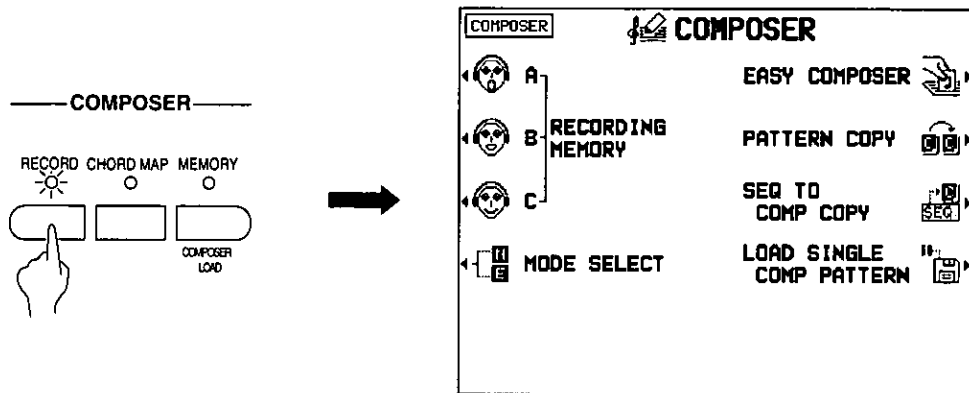 COMPOSER
RECORD CHORD MAP MEMORY
COMPOSER
LOAD
COMPOSER
COMPOSER
A
B
C
RECORDING
MEMORY
MODE SELECT
EASY COMPOSER
PATTERN COPY
SEQ TO
COMP COPY
SEQ
LOAD SINGLE
COMP PATTERN